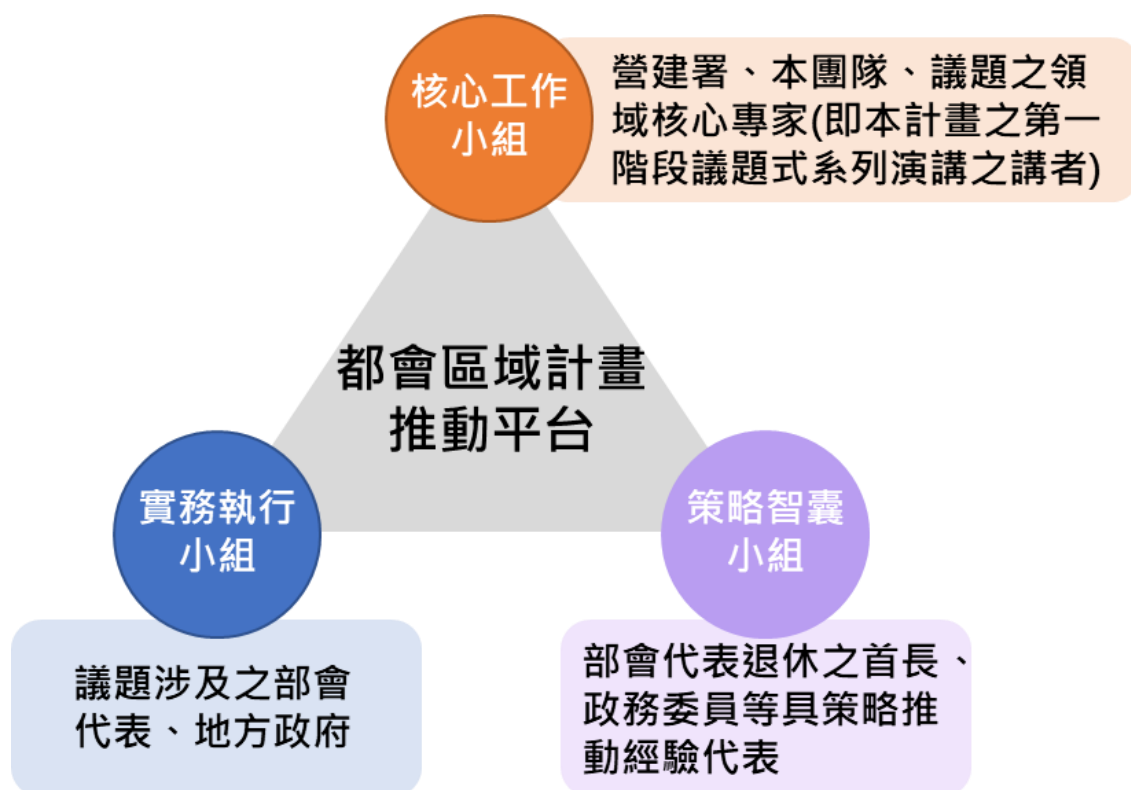 核心工作
小組
營建署、本團隊、議題之領
域核心專家(即本計畫之第一
階段議題式系列演講之講者)
都會區域計畫
推動平台
實務執行
小組
議題涉及之部會
代表、地方政府
策略智囊
小組
部會代表退休之首長、
政務委員等具策略推
動經驗代表